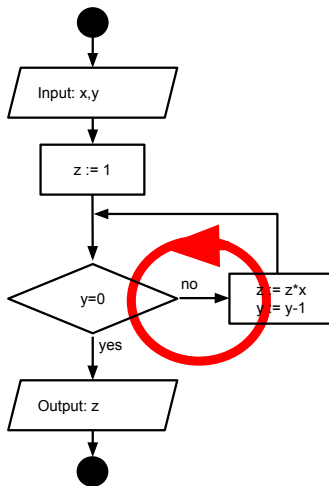 Input: x,y
z := 1
y=0
no
z := z*x
y := y-1
yes
Output: z